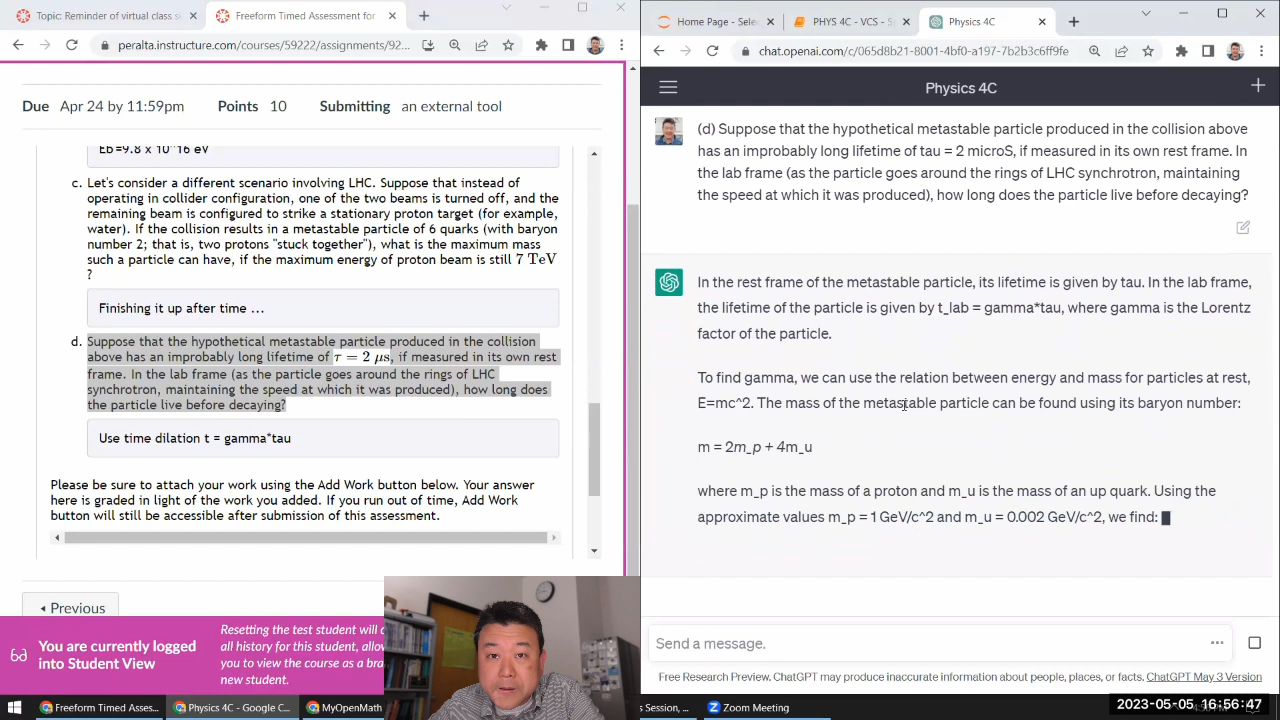 Topic: Reminder of virtual class s
Freeform Timed Assessment for
peralta.instructure.com/courses/59222/assignments/92...
Due Apr 24 by 11:59pm Points 10 Submitting an external tool
Eb =9.8 x 10^16 eV
c. Let's consider a different scenario involving LHC. Suppose that instead of
operating in collider configuration, one of the two beams is turned off, and the
remaining beam is configured to strike a stationary proton target (for example,
water). If the collision results in a metastable particle of 6 quarks (with baryon
number 2; that is, two protons "stuck together"), what is the maximum mass
such a particle can have, if the maximum energy of proton beam is still 7 TeV
?
Finishing it up after time ...
d. Suppose that the hypothetical metastable particle produced in the collision
above has an improbably long lifetime of τ = 2 μs, if measured in its own rest
frame. In the lab frame (as the particle goes around the rings of LHC
synchrotron, maintaining the speed at which it was produced), how long does
the particle live before decaying?
Use time dilation t = gamma*tau
Please be sure to attach your work using the Add Work button below. Your answer
here is graded in light of the work you added. If you run out of time, Add Work
button will still be accessible after submission of this assessment.
Previous
You are currently logged
into Student View
Resetting the test student will c
all history for this student, allow
you to view the course as a bra
new student.
Home Page - Sele
PHYS 4C - VCS - S
Physics 4C
chat.openai.com/c/065d8b21-8001-4bf0-a197-7b2b3c6ff9fe
Physics 4C
(d) Suppose that the hypothetical metastable particle produced in the collision above
has an improbably long lifetime of tau = 2 microS, if measured in its own rest frame. In
the lab frame (as the particle goes around the rings of LHC synchrotron, maintaining
the speed at which it was produced), how long does the particle live before decaying?
In the rest frame of the metastable particle, its lifetime is given by tau. In the lab frame,
the lifetime of the particle is given by t_lab = gamma*tau, where gamma is the Lorentz
factor of the particle.
To find gamma, we can use the relation between energy and mass for particles at rest,
E=mc^2. The mass of the metastable particle can be found using its baryon number:
m = 2m_p + 4m_u
where m_p is the mass of a proton and m_u is the mass of an up quark. Using the
approximate values m_p = 1 GeV/c^2 and m_u = 0.002 GeV/c^2, we find:
Send a message.
Free Research Preview. ChatGPT may produce inaccurate information about people, places, or facts. ChatGPT May 3 Version
Freeform Timed Asses...
Physics 4C - Google C...
MyOpenMath
Session, ...
Zoom Meeting
2023-05-05 16:56:47